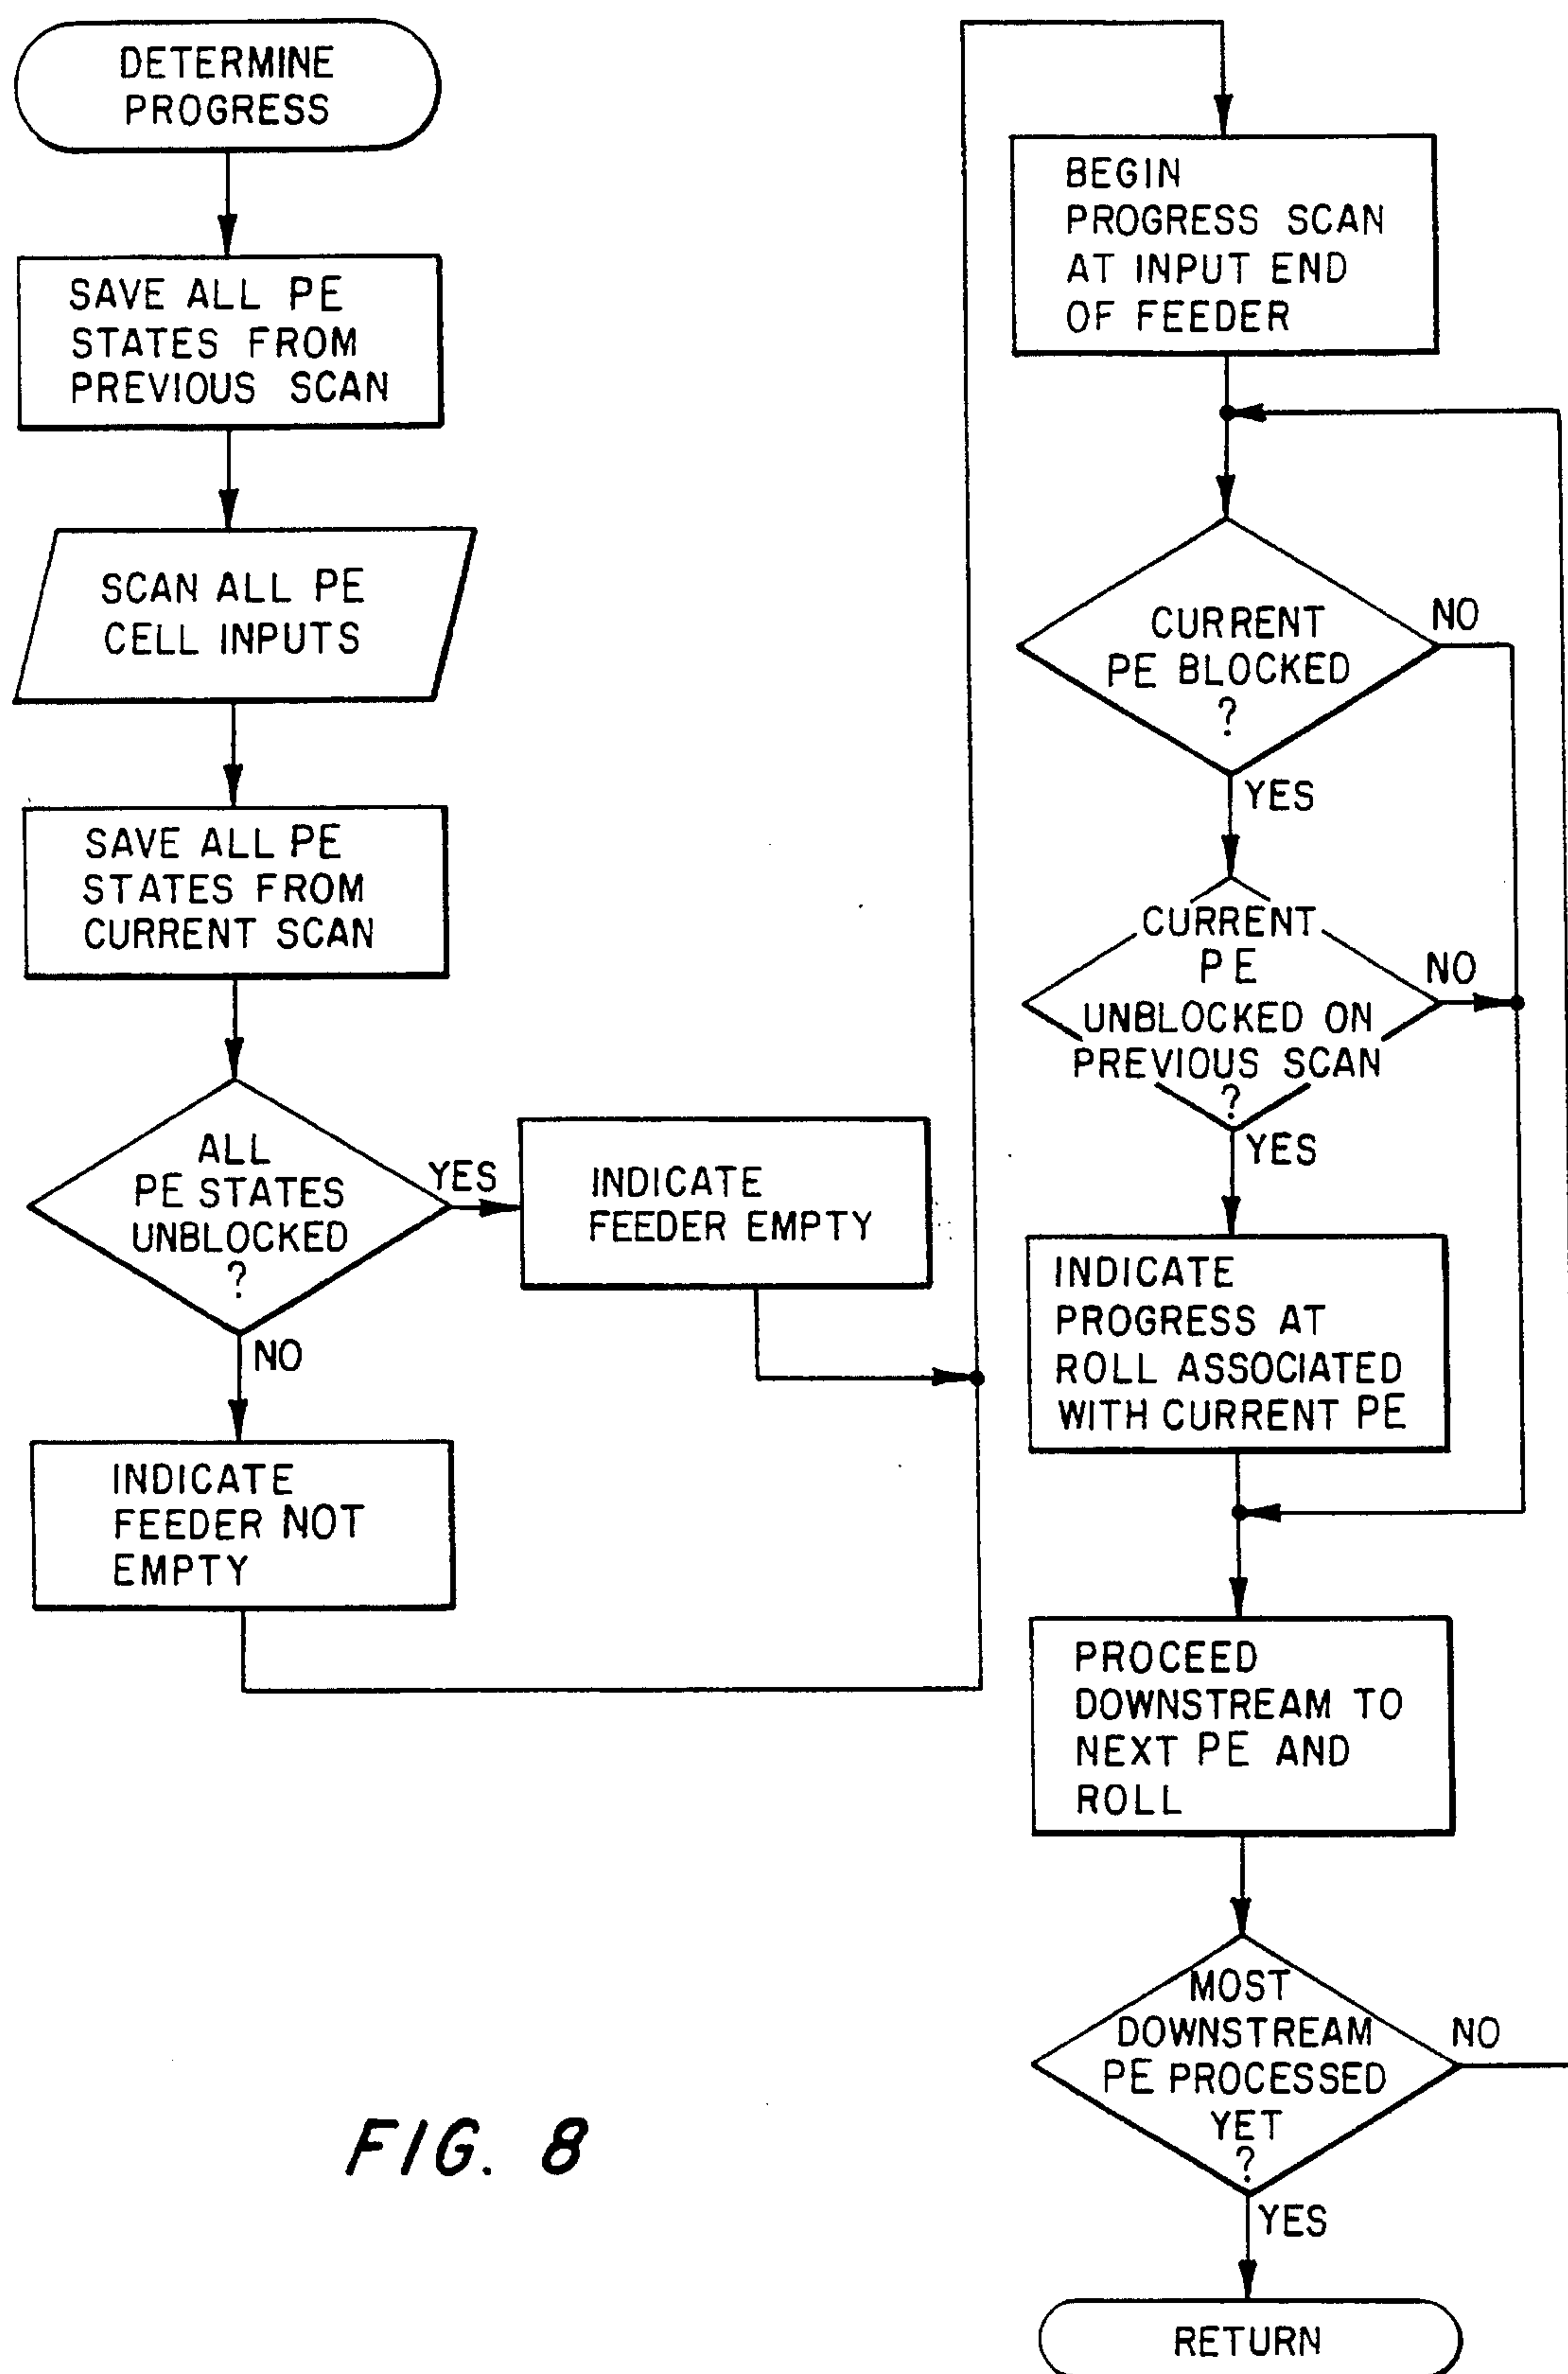 DETERMINE
PROGRESS
SAVE ALL PE
STATES FROM
PREVIOUS SCAN
SCAN ALL PE
CELL INPUTS
SAVE ALL PE
STATES FROM
CURRENT SCAN
ALL
PE STATES
UNBLOCKED
?
YES
INDICATE
FEEDER EMPTY
NO
INDICATE
FEEDER NOT
EMPTY
BEGIN
PROGRESS SCAN
AT INPUT END
OF FEEDER
CURRENT
PE BLOCKED
?
NO
YES
CURRENT
PE
UNBLOCKED ON
PREVIOUS SCAN
?
NO
YES
INDICATE
PROGRESS AT
ROLL ASSOCIATED
WITH CURRENT PE
PROCEED
DOWNSTREAM TO
NEXT PE AND
ROLL
MOST
DOWNSTREAM
PE PROCESSED
YET
?
NO
YES
RETURN
FIG. 8